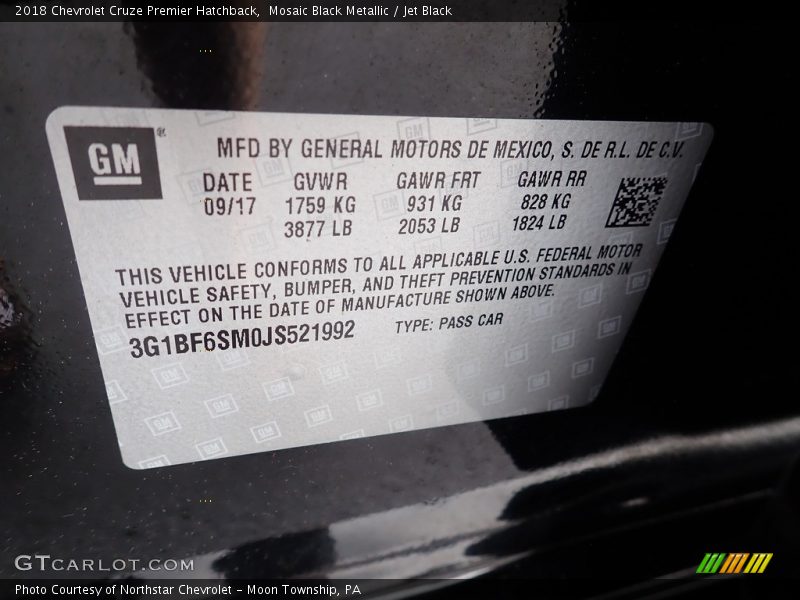 2018 Chevrolet Cruze Premier Hatchback, Mosaic Black Metallic / Jet Black
GM ® MFD BY GENERAL MOTORS DE MEXICO, S. DE R.L. DE C.V.
DATE GVWR GAWR FRT GAWR RR
09/17 1759 KG 931 KG 828 KG
3877 LB 2053 LB 1824 LB
THIS VEHICLE CONFORMS TO ALL APPLICABLE U.S. FEDERAL MOTOR
VEHICLE SAFETY, BUMPER, AND THEFT PREVENTION STANDARDS IN
EFFECT ON THE DATE OF MANUFACTURE SHOWN ABOVE.
3G1BF6SM0JS521992 TYPE: PASS CAR
GTCARLOT.COM
Photo Courtesy of Northstar Chevrolet - Moon Township, PA